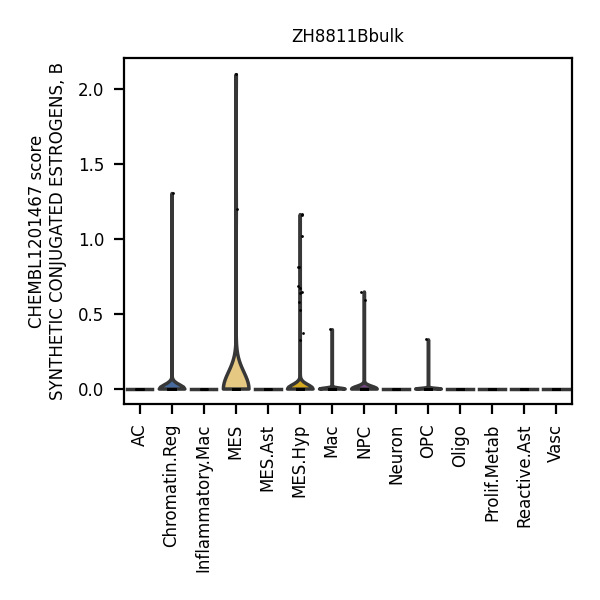 ZH8811Bbulk
CHEMBL1201467 score
SYNTHETIC CONJUGATED ESTROGENS, B
2.0
1.5
1.0
0.5
0.0
AC
Chromatin.Reg
Inflammatory.Mac
MES
MES.Ast
MES.Hyp
Mac
NPC
Neuron
OPC
Oligo
Prolif.Metab
Reactive.Ast
Vasc